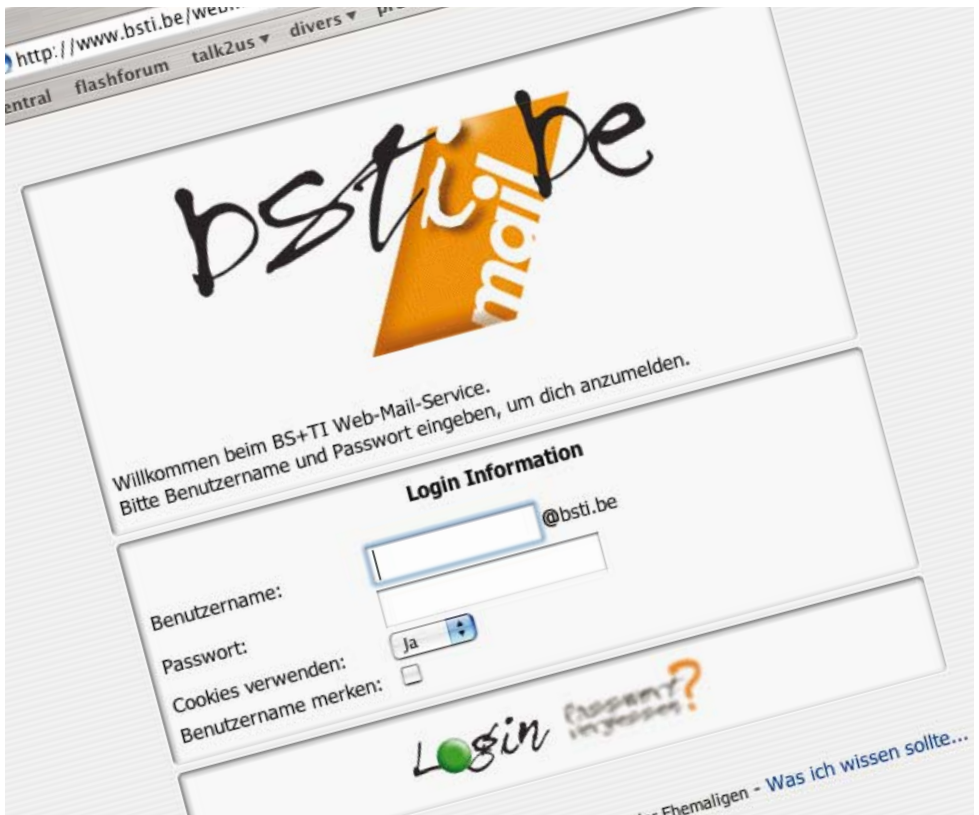 http://www.bsti.be/
flashforum talk2us divers
bsti be
mail
Willkommen beim BS+TI Web-Mail-Service.
Bitte Benutzername und Passwort eingeben, um dich anzumelden.
Login Information
Benutzername:
@bsti.be
Passwort:
Cookies verwenden:
Ja
Benutzername merken:
Login
Passwort
vergessen?
Ehemaligen - Was ich wissen sollte...